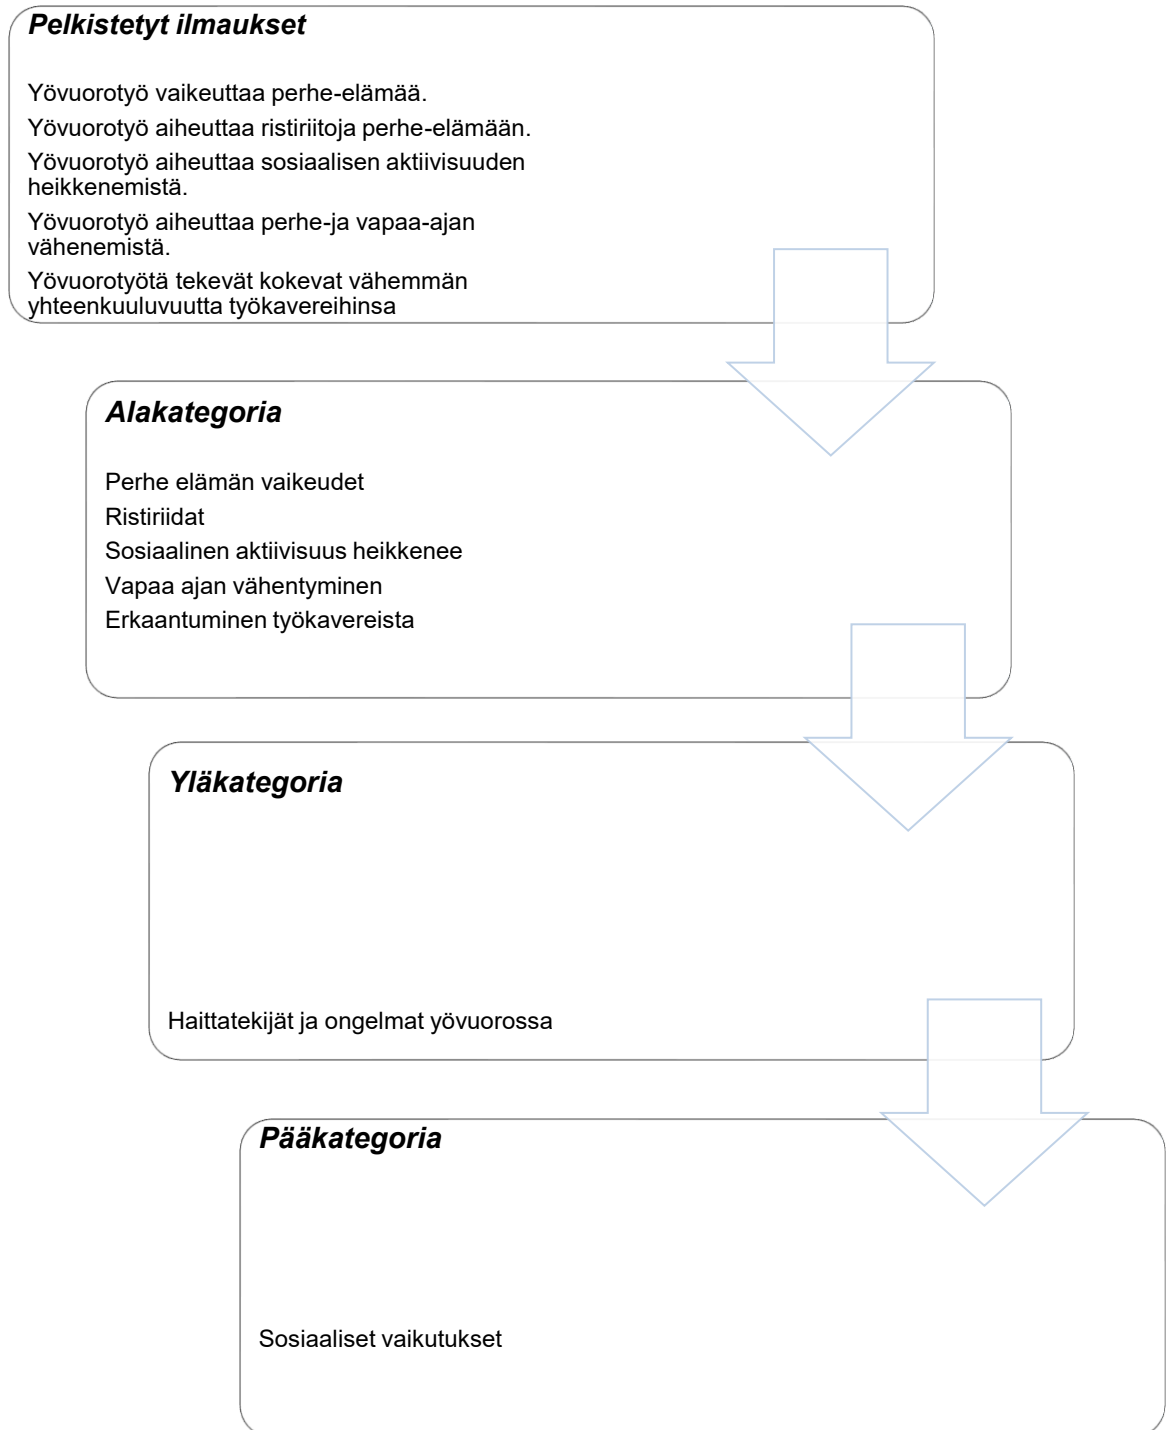 Pelkistetyt ilmaukset
Yövuorotyö vaikeuttaa perhe-elämää.
Yövuorotyö aiheuttaa ristiriitoja perhe-elämään.
Yövuorotyö aiheuttaa sosiaalisen aktiivisuuden
heikkenemistä.
Yövuorotyö aiheuttaa perhe-ja vapaa-ajan
vähenemistä.
Yövuorotyötä tekevät kokevat vähemmän
yhteenkuuluvuutta työkavereihinsa
Alakategoria
Perhe elämän vaikeudet
Ristiriidat
Sosiaalinen aktiivisuus heikkenee
Vapaa ajan vähentyminen
Erkaantuminen työkavereista
Yläkategoria
Haittatekijät ja ongelmat yövuorossa
Pääkategoria
Sosiaaliset vaikutukset